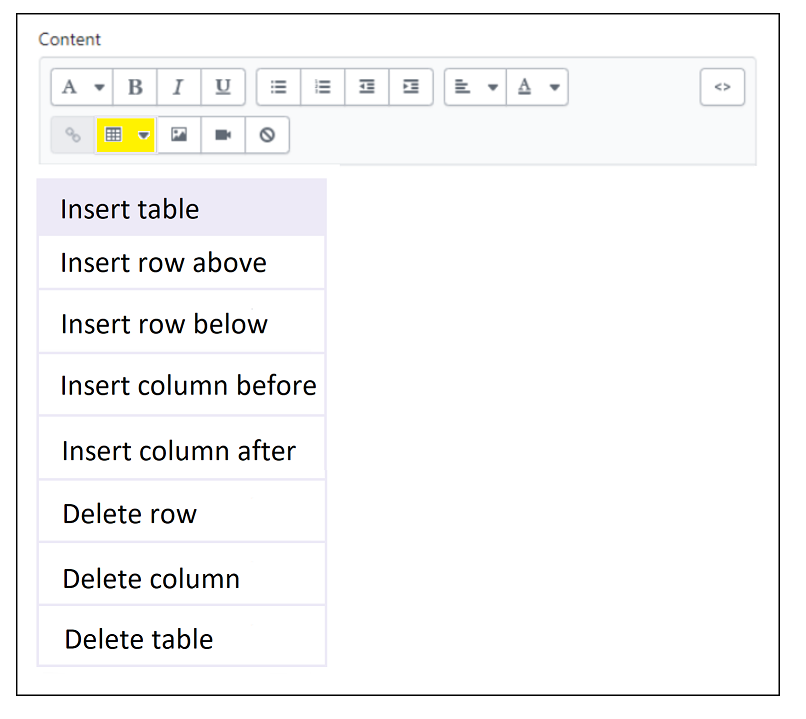 Content
A B I U A <>
Insert table
Insert row above
Insert row below
Insert column before
Insert column after
Delete row
Delete column
Delete table